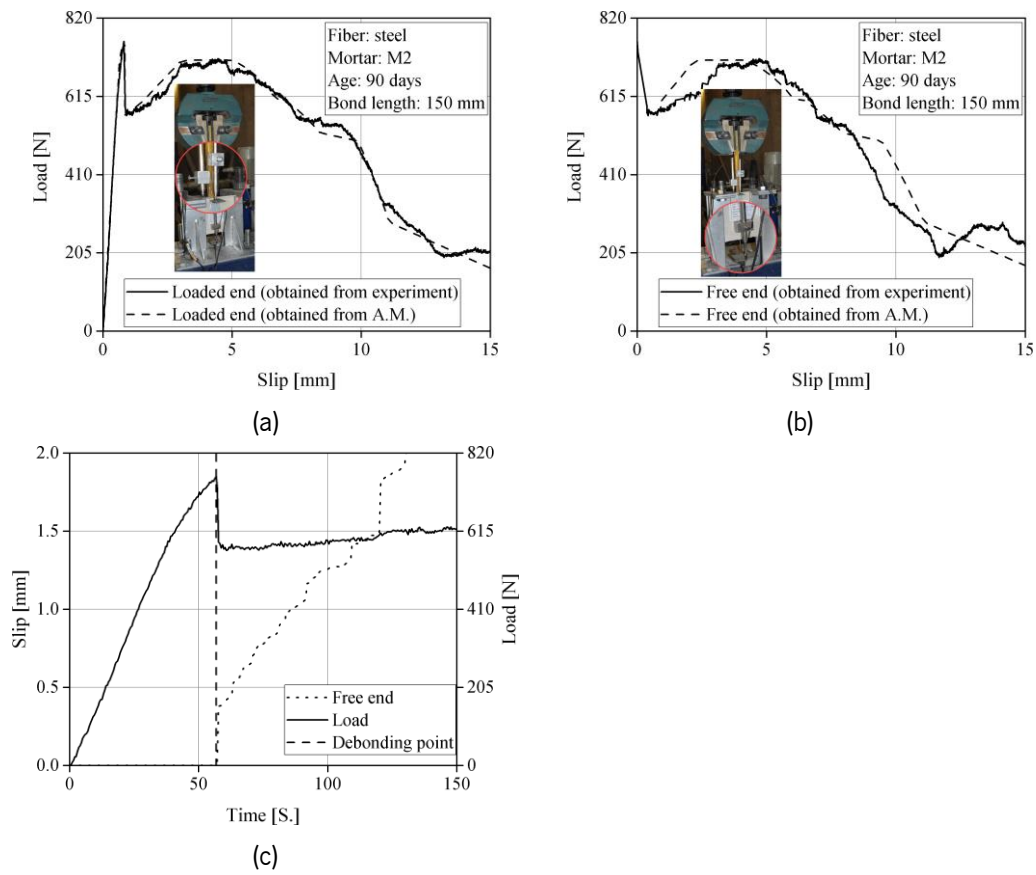 820
615
410
205
0
Load [N]
Fiber: steel
Mortar: M2
Age: 90 days
Bond length: 150 mm
Loaded end (obtained from experiment)
Loaded end (obtained from A.M.)
0
5
10
15
Slip [mm]
(a)
820
615
410
205
0
Load [N]
Fiber: steel
Mortar: M2
Age: 90 days
Bond length: 150 mm
Free end (obtained from experiment)
Free end (obtained from A.M.)
0
5
10
15
Slip [mm]
(b)
2.0
1.5
1.0
0.5
0.0
Slip [mm]
820
615
410
205
0
Load [N]
Free end
Load
Debonding point
0
50
100
150
Time [S.]
(c)